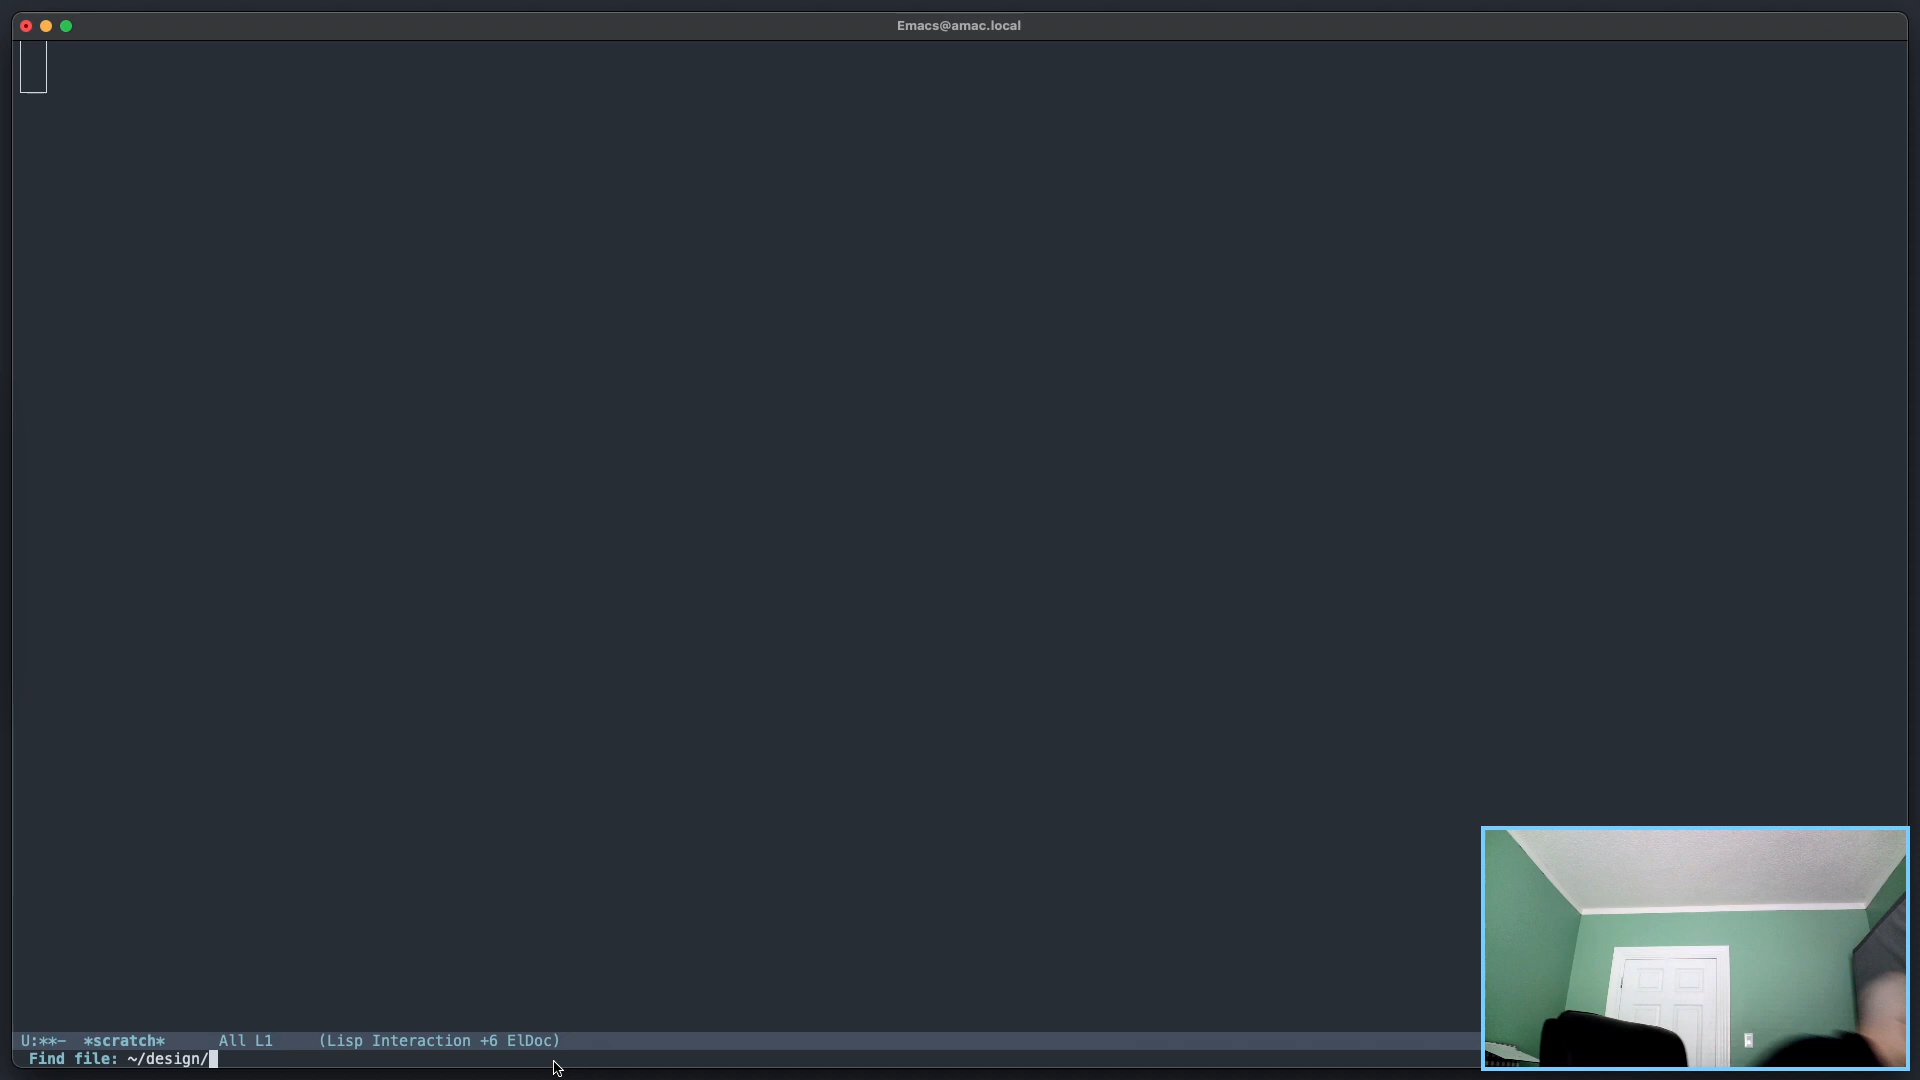 Emacs@amac.local
U:**-  *scratch*      All L1     (Lisp Interaction +6 ElDoc)
Find file: ~/design/